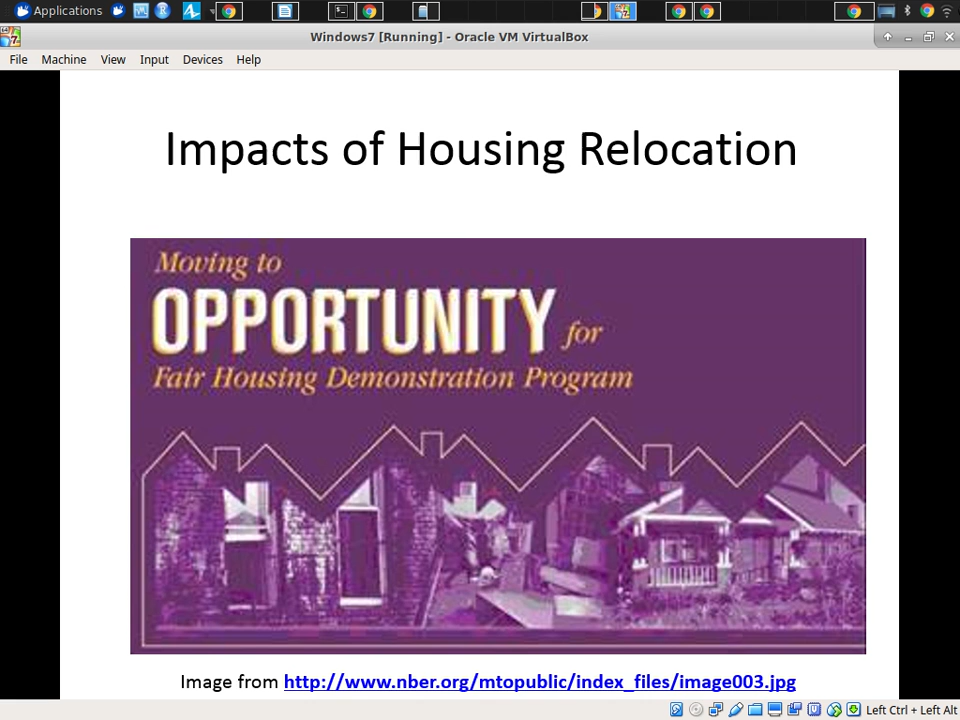 Applications
Windows7 [Running] - Oracle VM VirtualBox
File Machine View Input Devices Help
Impacts of Housing Relocation
Moving to
OPPORTUNITY for
Fair Housing Demonstration Program
Image from http://www.nber.org/mtopublic/index_files/image003.jpg
Left Ctrl + Left Alt